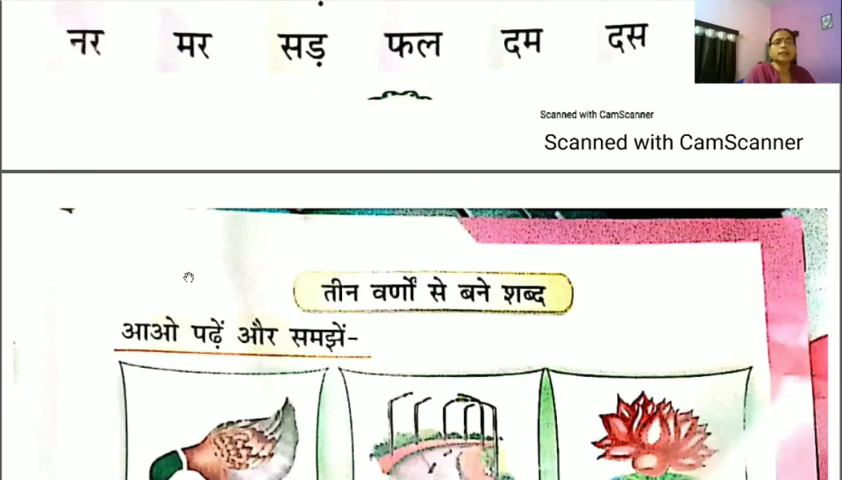 नर मर सड़ फल दम दस
Scanned with CamScanner
Scanned with CamScanner
तीन वर्णों से बने शब्द
आओ पढ़ें और समझें-